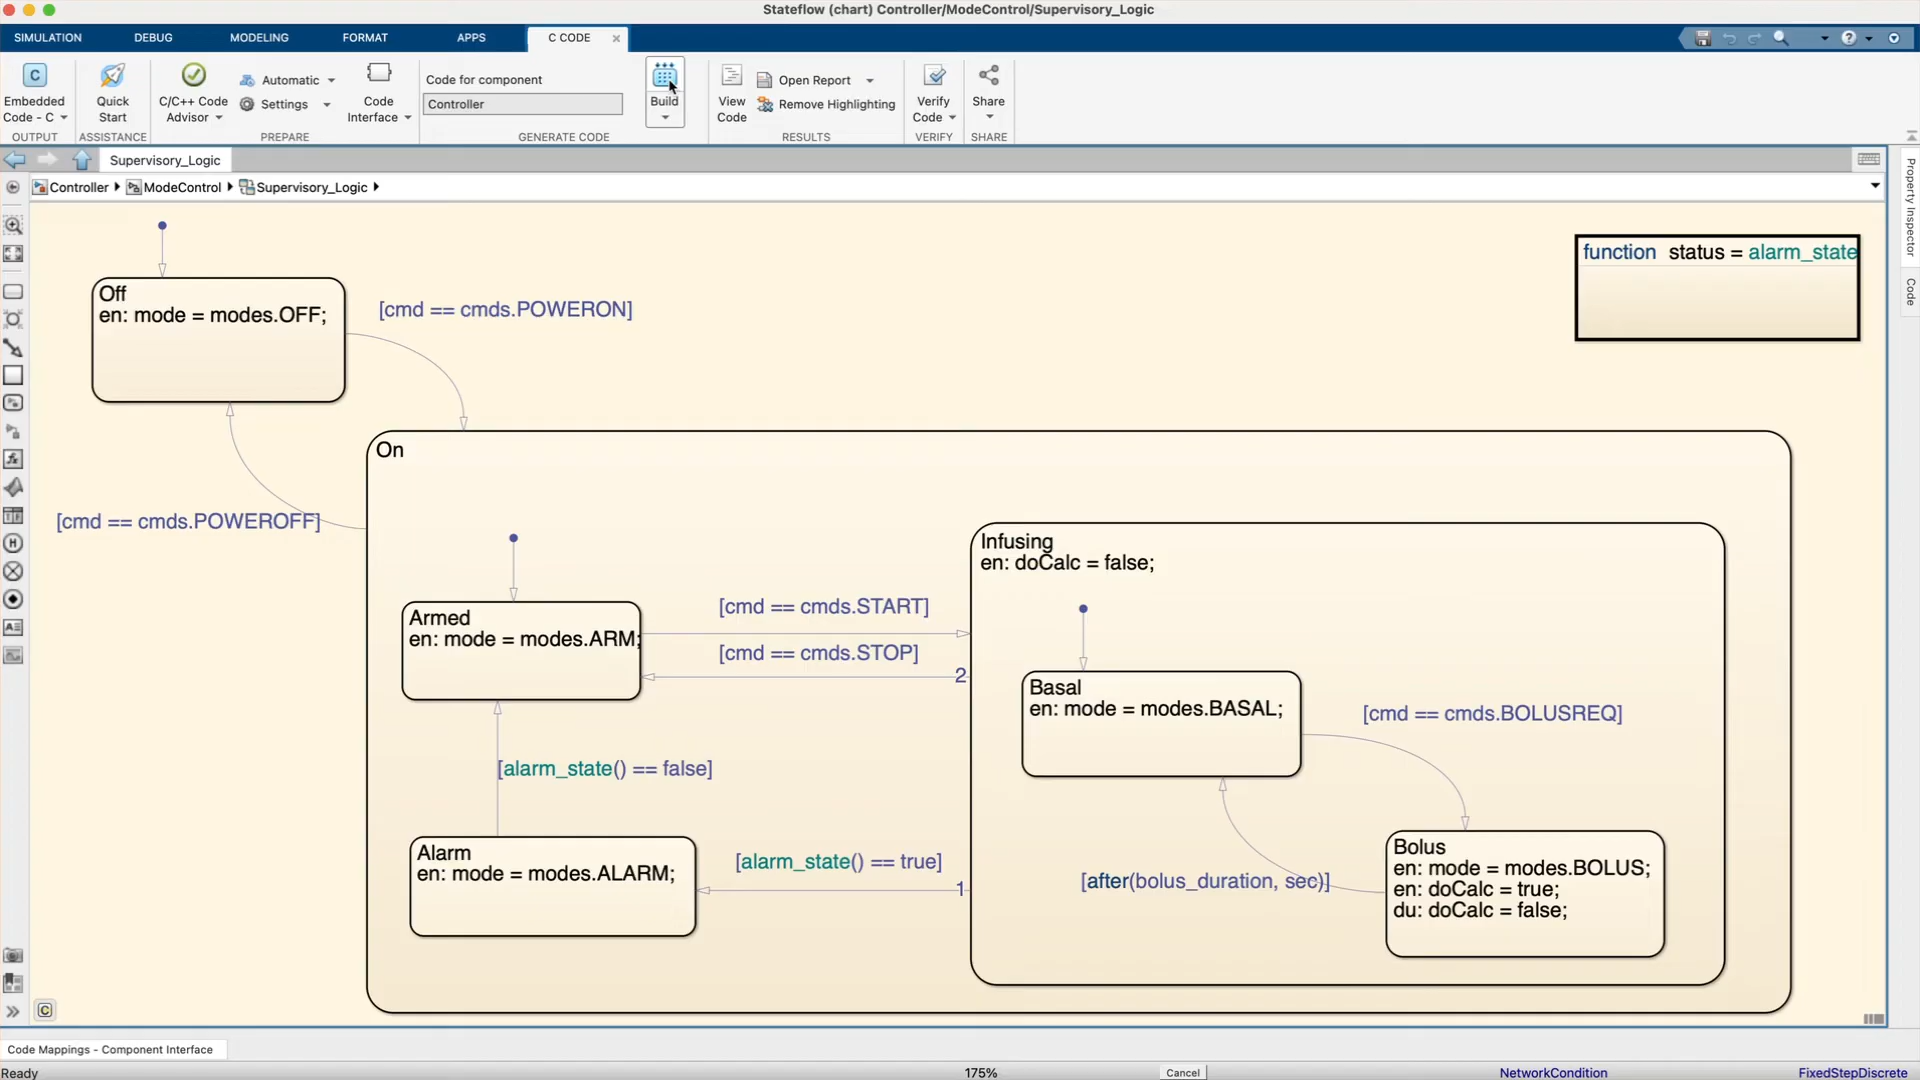 Stateflow (chart) Controller/ModeControl/Supervisory_Logic
SIMULATION DEBUG MODELING FORMAT APPS C CODE
Embedded Code - C
OUTPUT
Quick Start
ASSISTANCE
C/C++ Code Advisor
Automatic
Settings
Code Interface
PREPARE
Code for component
Controller
Build
GENERATE CODE
View Code
Open Report
Remove Highlighting
RESULTS
Verify Code
VERIFY
Share
SHARE
Supervisory_Logic
Controller ModeControl Supervisory_Logic
Property Inspector
Code
function status = alarm_state
Off
en: mode = modes.OFF;
[cmd == cmds.POWERON]
[cmd == cmds.POWEROFF]
On
Armed
en: mode = modes.ARM;
[cmd == cmds.START]
[cmd == cmds.STOP]
2
Infusing
en: doCalc = false;
Basal
en: mode = modes.BASAL;
[cmd == cmds.BOLUSREQ]
[alarm_state() == false]
Alarm
en: mode = modes.ALARM;
[alarm_state() == true]
1
[after(bolus_duration, sec)]
Bolus
en: mode = modes.BOLUS;
en: doCalc = true;
du: doCalc = false;
Code Mappings - Component Interface
Ready 175% Cancel NetworkCondition FixedStepDiscrete